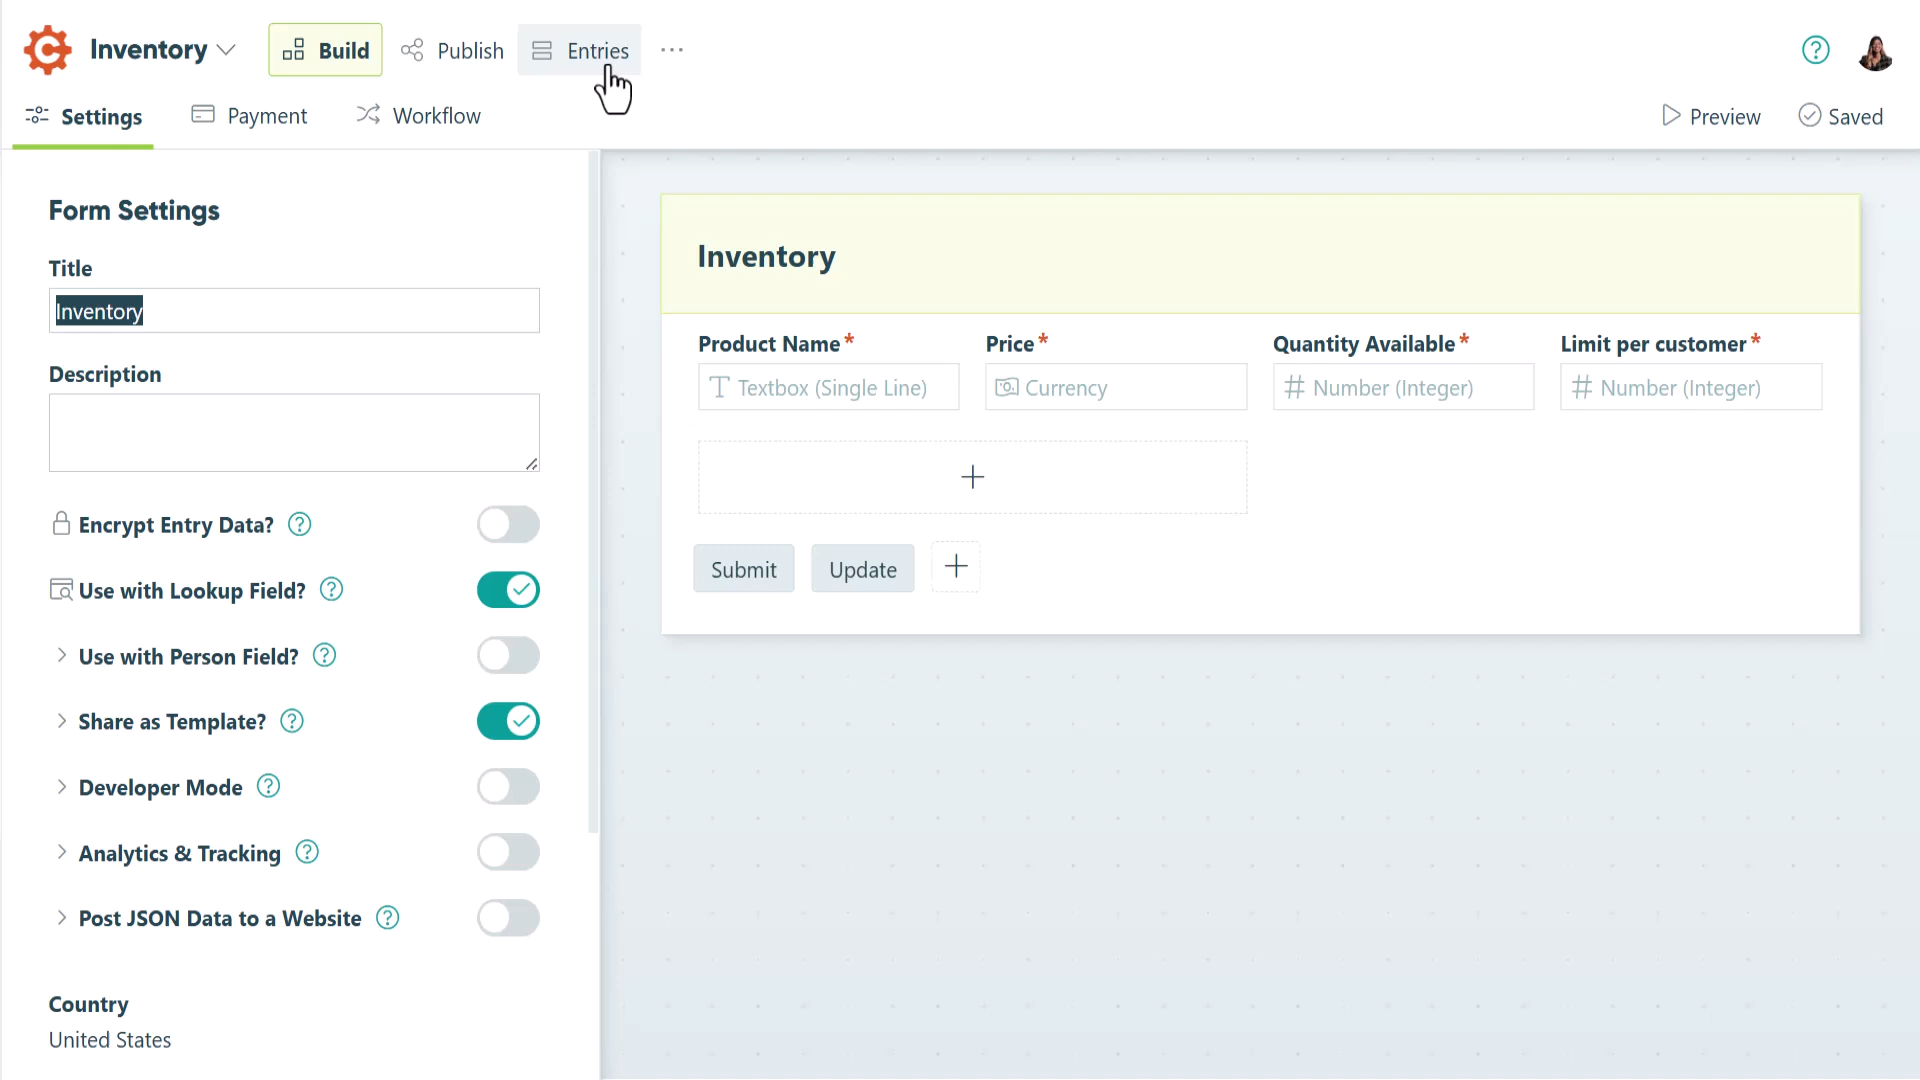 Inventory
Build
Publish
Entries
Settings
Payment
Workflow
Preview
Saved
Form Settings
Title
Inventory
Description
Encrypt Entry Data?
Use with Lookup Field?
Use with Person Field?
Share as Template?
Developer Mode
Analytics & Tracking
Post JSON Data to a Website
Country
United States
Inventory
Product Name* Price* Quantity Available* Limit per customer*
Textbox (Single Line) Currency Number (Integer) Number (Integer)
Submit Update